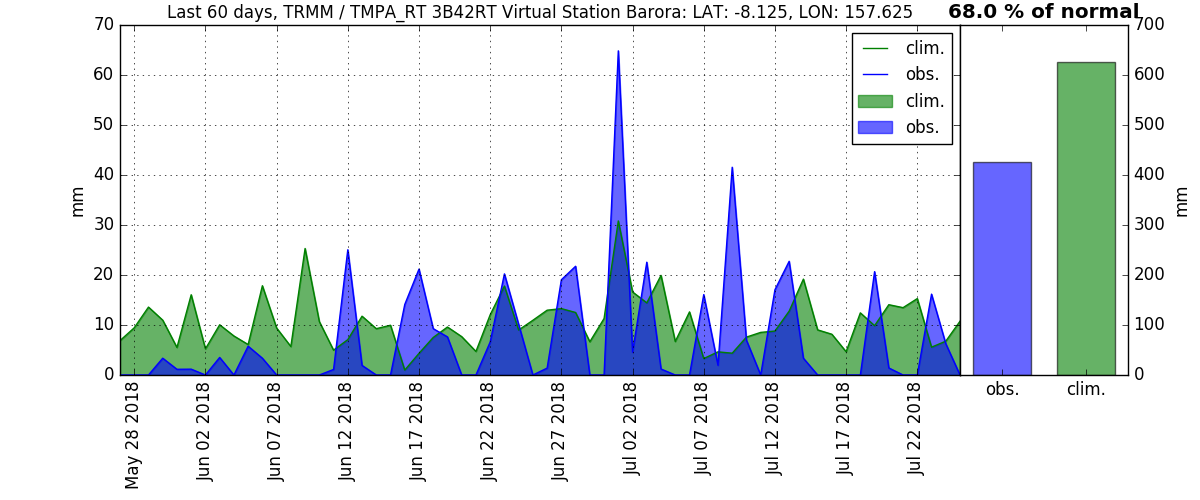 Last 60 days, TRMM / TMPA_RT 3B42RT Virtual Station Barora: LAT: -8.125, LON: 157.625
68.0 % of normal
70
60
50
40
30
20
10
0
mm
clim.
obs.
clim.
obs.
700
600
500
400
300
200
100
0
mm
May 28 2018
Jun 02 2018
Jun 07 2018
Jun 12 2018
Jun 17 2018
Jun 22 2018
Jun 27 2018
Jul 02 2018
Jul 07 2018
Jul 12 2018
Jul 17 2018
Jul 22 2018
obs.
clim.